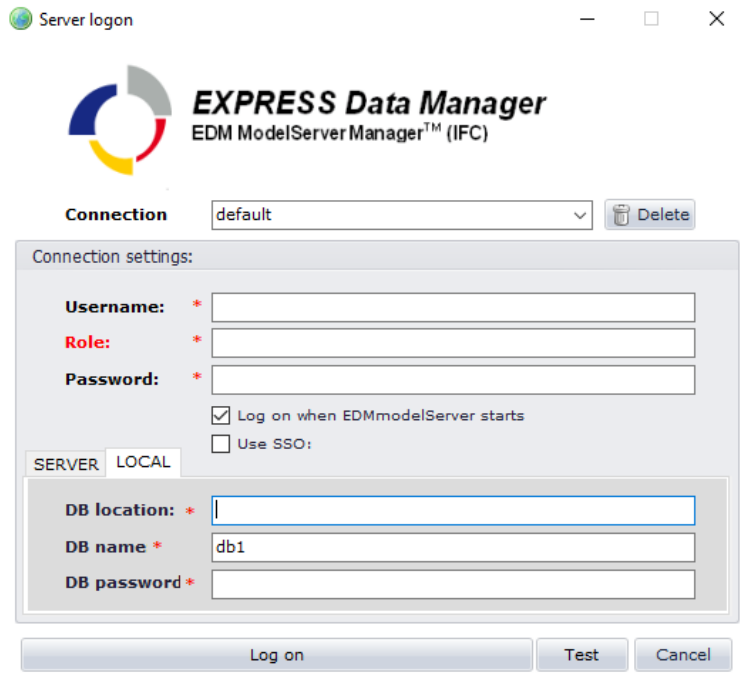 Server logon
EXPRESS Data Manager
EDM ModelServerManager™ (IFC)
Connection default Delete
Connection settings:
Username: *
Role: *
Password: *
Log on when EDMmodelServer starts
Use SSO:
SERVER LOCAL
DB location: *
DB name * db1
DB password *
Log on Test Cancel